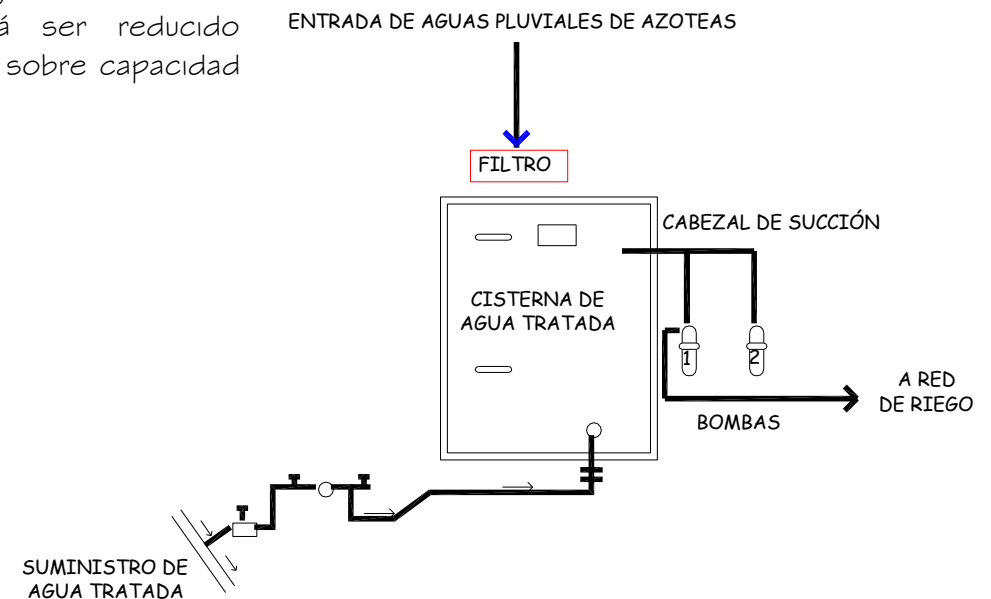 ser reducido
sobre capacidad
ENTRADA DE AGUAS PLUVIALES DE AZOTEAS
FILTRO
CABEZAL DE SUCCIÓN
CISTERNA DE
AGUA TRATADA
1
2
A RED
DE RIEGO
BOMBAS
SUMINISTRO DE
AGUA TRATADA